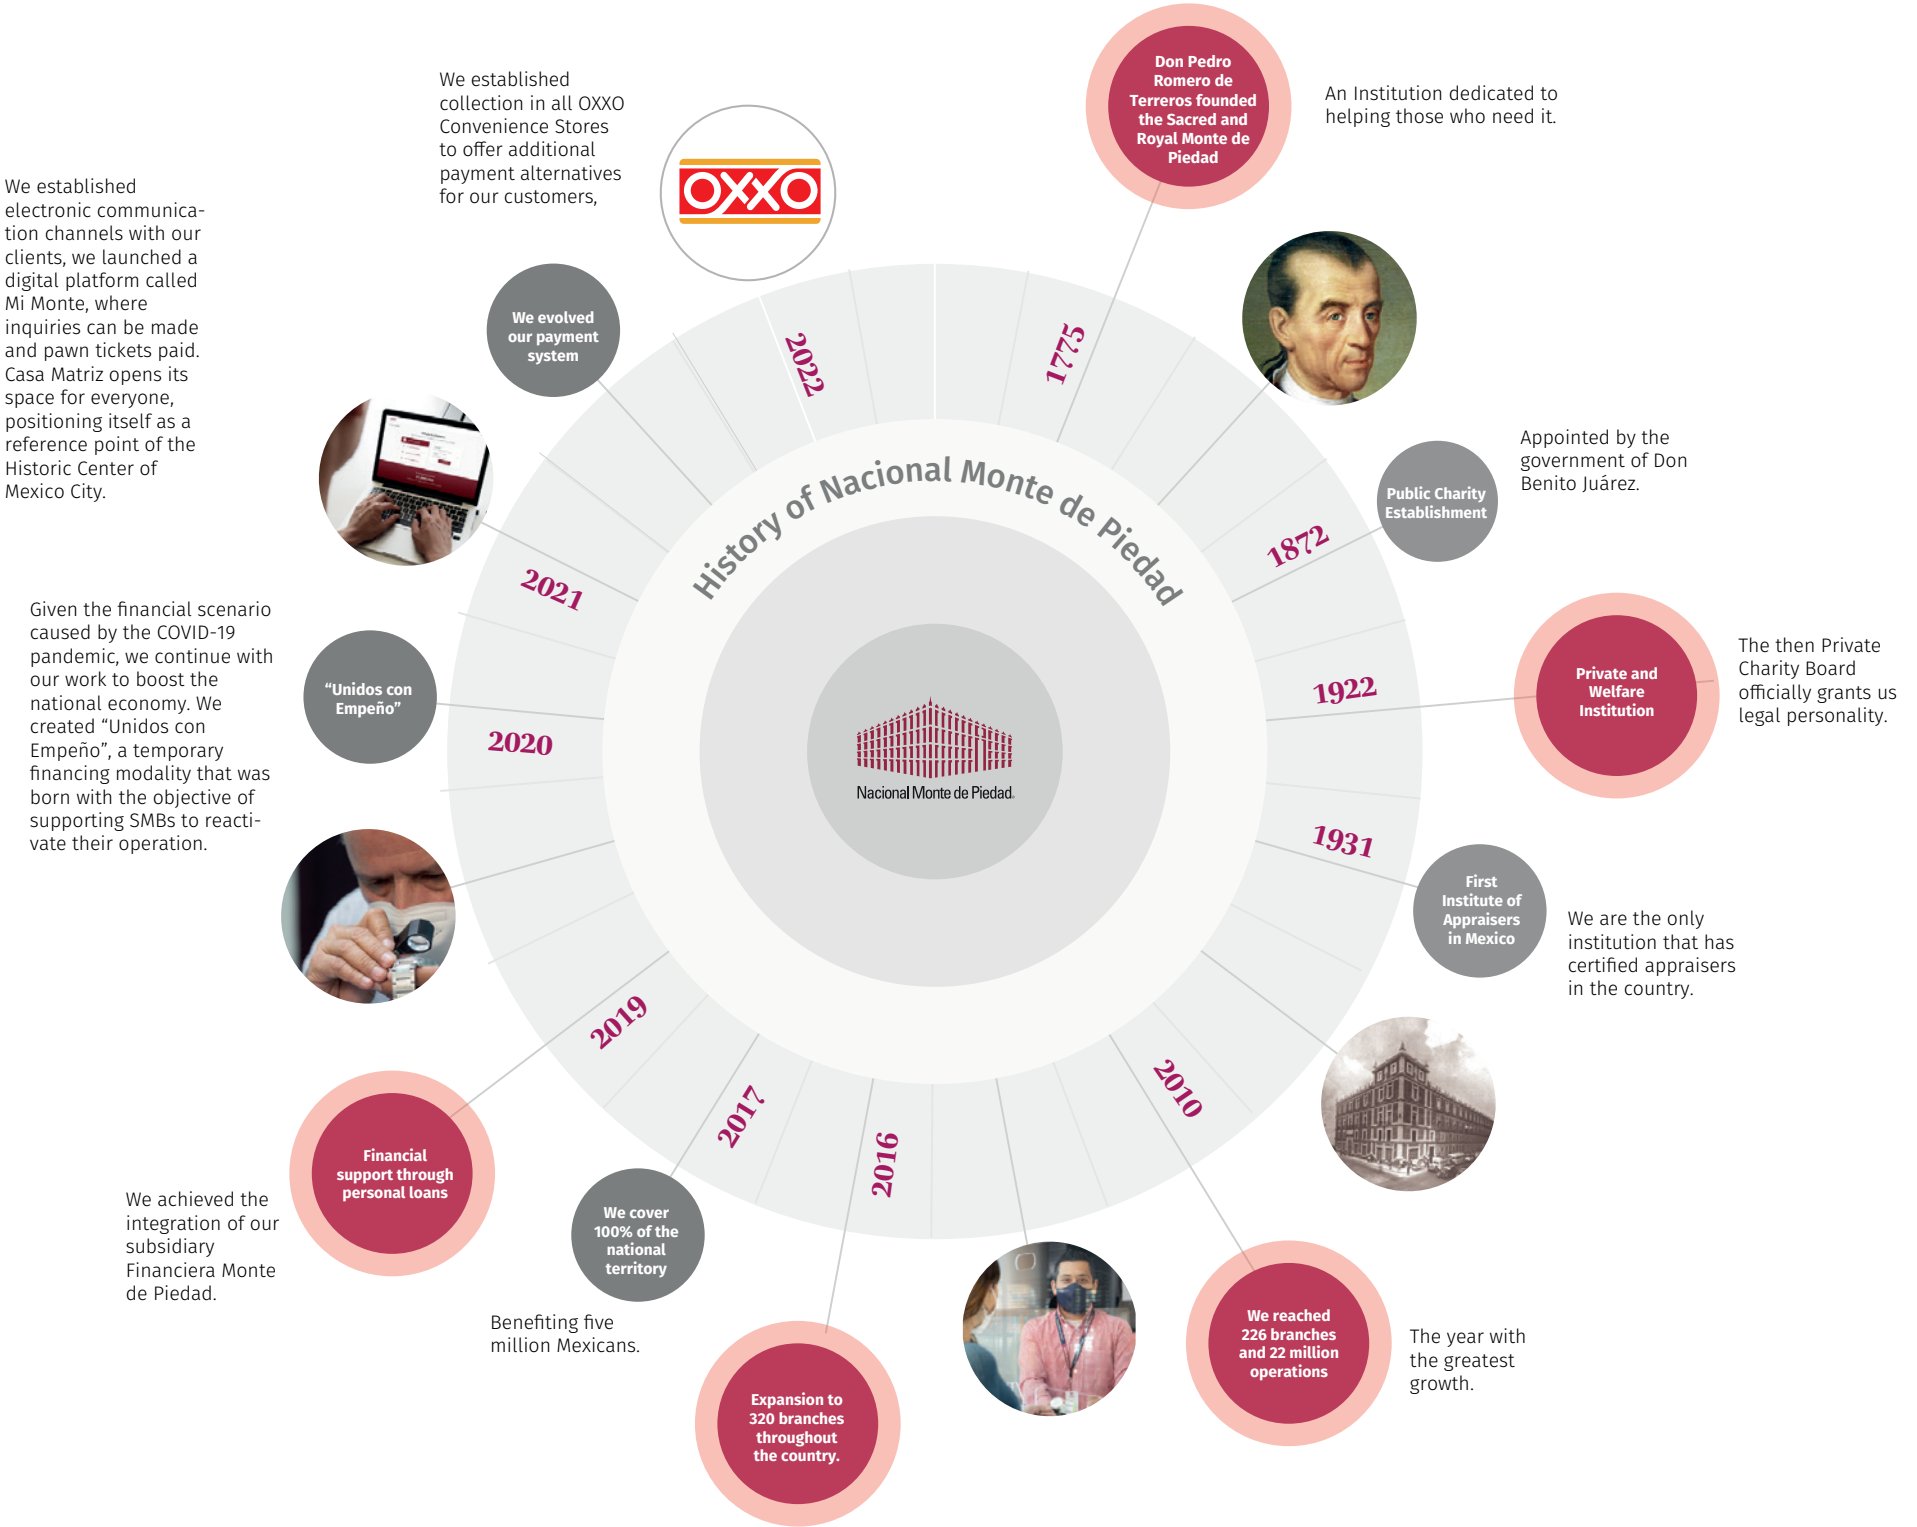 History of Nacional Monte de Piedad
Nacional Monte de Piedad
1775
Don Pedro
Romero de
Terreros founded
the Sacred and
Royal Monte de
Piedad
An Institution dedicated to
helping those who need it.
1872
Public Charity
Establishment
Appointed by the
government of Don
Benito Juárez.
1922
Private and
Welfare
Institution
The then Private
Charity Board
officially grants us
legal personality.
1931
First
Institute of
Appraisers
in Mexico
We are the only
institution that has
certified appraisers
in the country.
2010
We reached
226 branches
and 22 million
operations
The year with
the greatest
growth.
2016
Expansion to
320 branches
throughout
the country.
2017
We cover
100% of the
national
territory
Benefiting five
million Mexicans.
2019
Financial
support through
personal loans
We achieved the
integration of our
subsidiary
Financiera Monte
de Piedad.
2020
“Unidos con
Empeño”
Given the financial scenario
caused by the COVID-19
pandemic, we continue with
our work to boost the
national economy. We
created “Unidos con
Empeño”, a temporary
financing modality that was
born with the objective of
supporting SMBs to reacti-
vate their operation.
2021
We established
electronic communica-
tion channels with our
clients, we launched a
digital platform called
Mi Monte, where
inquiries can be made
and pawn tickets paid.
Casa Matriz opens its
space for everyone,
positioning itself as a
reference point of the
Historic Center of
Mexico City.
2022
We evolved
our payment
system
We established
collection in all OXXO
Convenience Stores
to offer additional
payment alternatives
for our customers,
OXXO